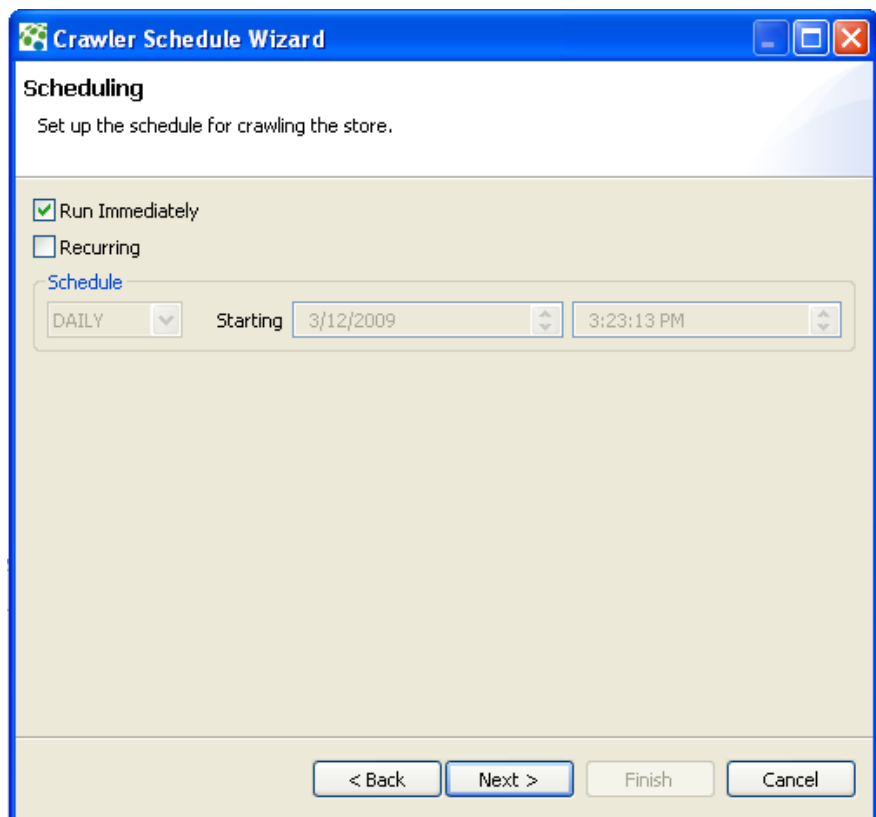 Crawler Schedule Wizard
Scheduling
Set up the schedule for crawling the store.
Run Immediately
Recurring
Schedule
DAILY Starting 3/12/2009 3:23:13 PM
< Back Next > Finish Cancel